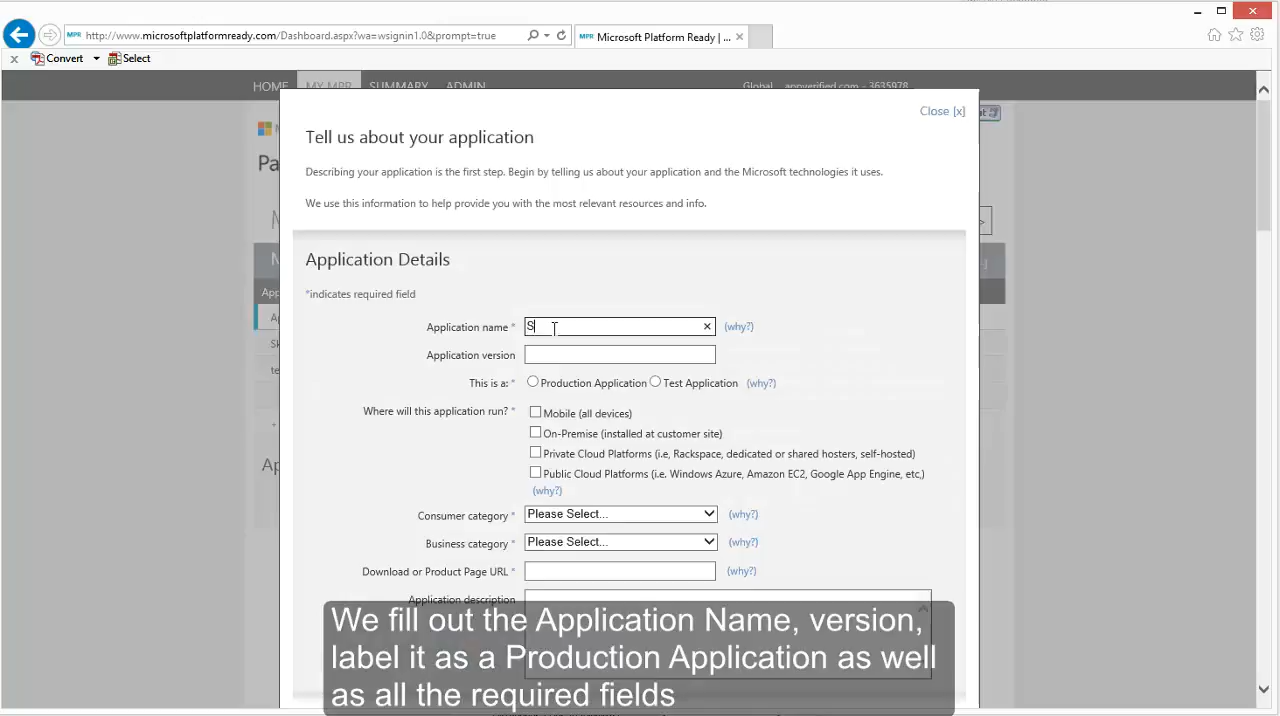 http://www.microsoftplatformready.com/Dashboard.aspx?wa=wsignin1.0&prompt=true
MPR Microsoft Platform Ready | ...
x Convert Select
HOME MY MPR SUMMARY ADMIN Global appverified.com - 3635978
Close [x]
Tell us about your application
Describing your application is the first step. Begin by telling us about your application and the Microsoft technologies it uses.
We use this information to help provide you with the most relevant resources and info.
Application Details
*indicates required field
Application name * S × (why?)
Application version
This is a: * Production Application Test Application (why?)
Where will this application run? * Mobile (all devices)
On-Premise (installed at customer site)
Private Cloud Platforms (i.e, Rackspace, dedicated or shared hosters, self-hosted)
Public Cloud Platforms (i.e. Windows Azure, Amazon EC2, Google App Engine, etc,)
(why?)
Consumer category * Please Select... (why?)
Business category * Please Select... (why?)
Download or Product Page URL * (why?)
Application description
We fill out the Application Name, version,
label it as a Production Application as well
as all the required fields